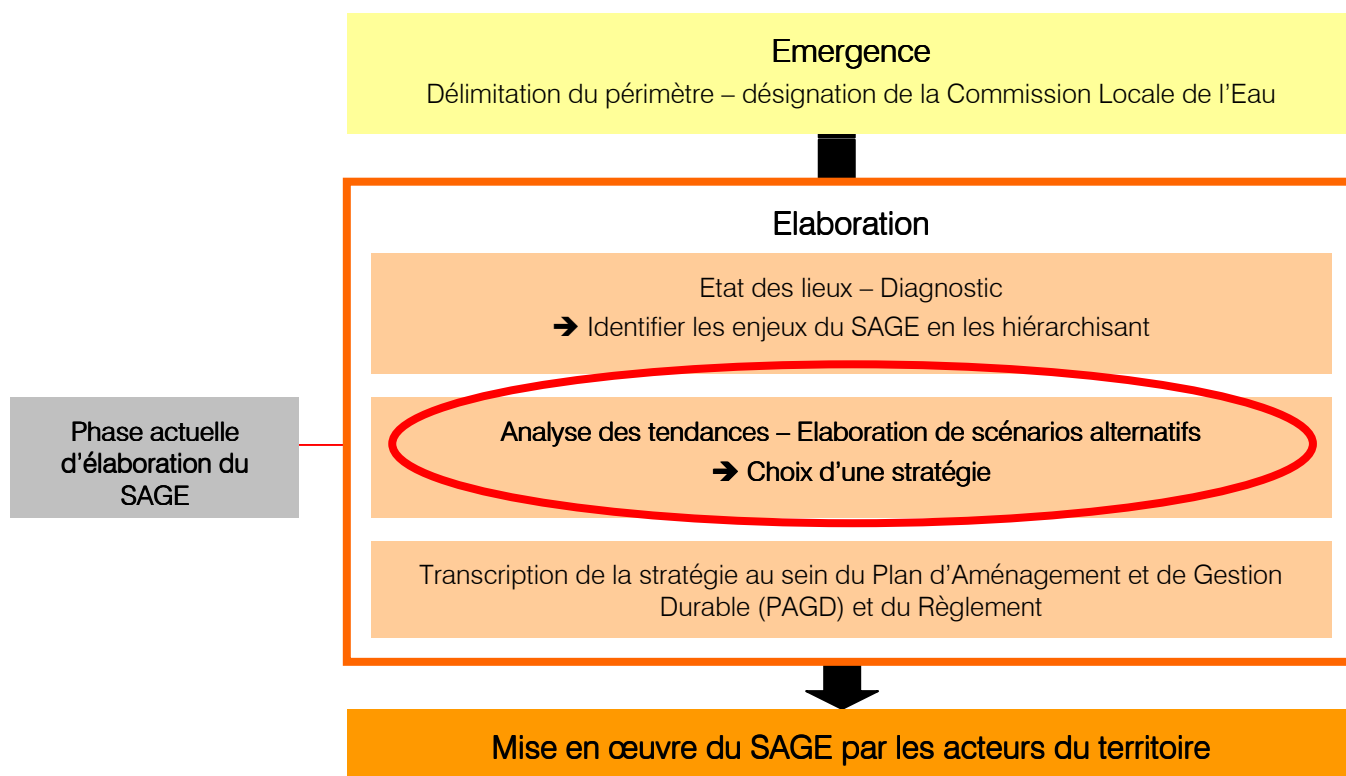 Emergence
Délimitation du périmètre – désignation de la Commission Locale de l’Eau
Elaboration
Etat des lieux – Diagnostic
➔ Identifier les enjeux du SAGE en les hiérarchisant
Phase actuelle
d’élaboration du
SAGE
Analyse des tendances – Elaboration de scénarios alternatifs
➔ Choix d’une stratégie
Transcription de la stratégie au sein du Plan d’Aménagement et de Gestion
Durable (PAGD) et du Règlement
Mise en œuvre du SAGE par les acteurs du territoire